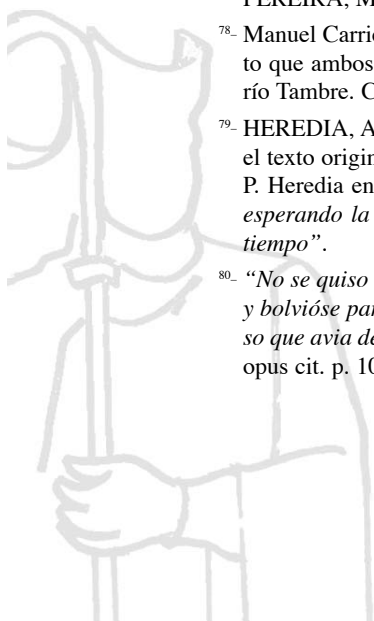 PEREIRA, M
78- Manuel Carri
to que ambos
río Tambre. C
79- HEREDIA, A
el texto origin
P. Heredia en
esperando la
tiempo”.
80- “No se quiso
y bolvióse par
so que avia de
opus cit. p. 10